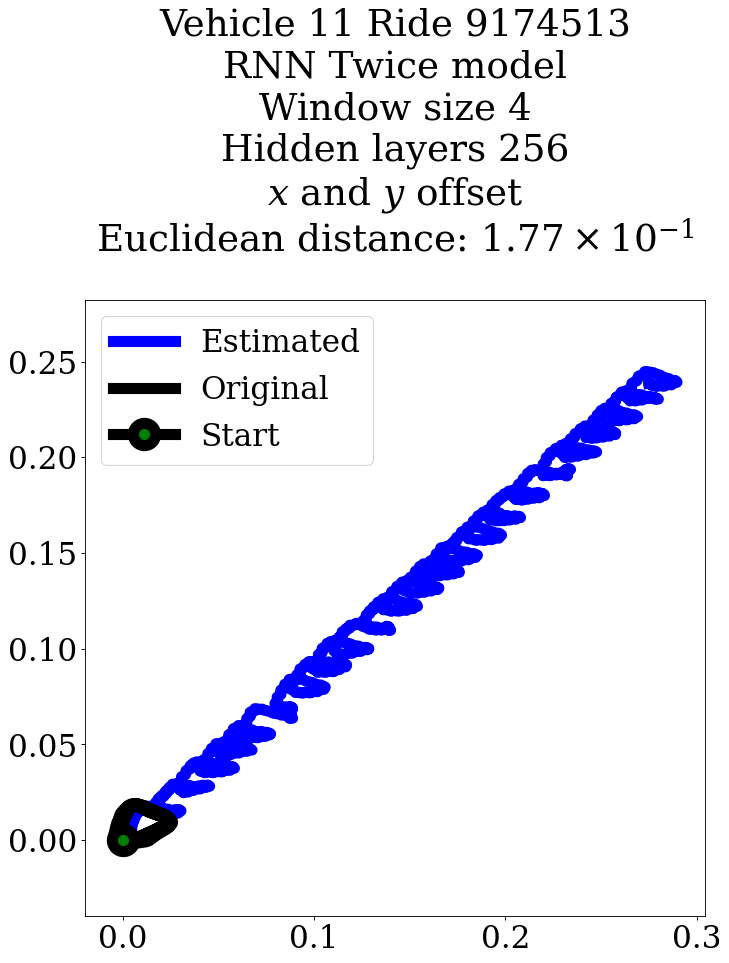 Vehicle 11 Ride 9174513
RNN Twice model
Window size 4
Hidden layers 256
x and y offset
Euclidean distance: 1.77 × 10⁻¹
Estimated
Original
Start
0.25
0.20
0.15
0.10
0.05
0.00
0.0 0.1 0.2 0.3